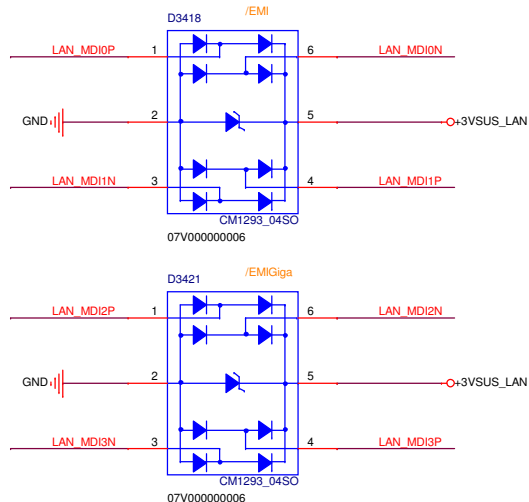 /EMI
D3418
LAN_MDI0P 1 6 LAN_MDI0N
GND 2 5 +3VSUS_LAN
LAN_MDI1N 3 4 LAN_MDI1P
CM1293_04SO
07V000000006
/EMIGiga
D3421
LAN_MDI2P 1 6 LAN_MDI2N
GND 2 5 +3VSUS_LAN
LAN_MDI3N 3 4 LAN_MDI3P
CM1293_04SO
07V000000006